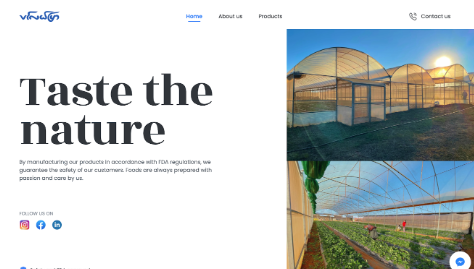 Home
About us
Products
Contact us
Taste the
nature
By manufacturing our products in accordance with FDA regulations, we
guarantee the safety of our customers. Foods are always prepared with
passion and care by us.
FOLLOW US ON